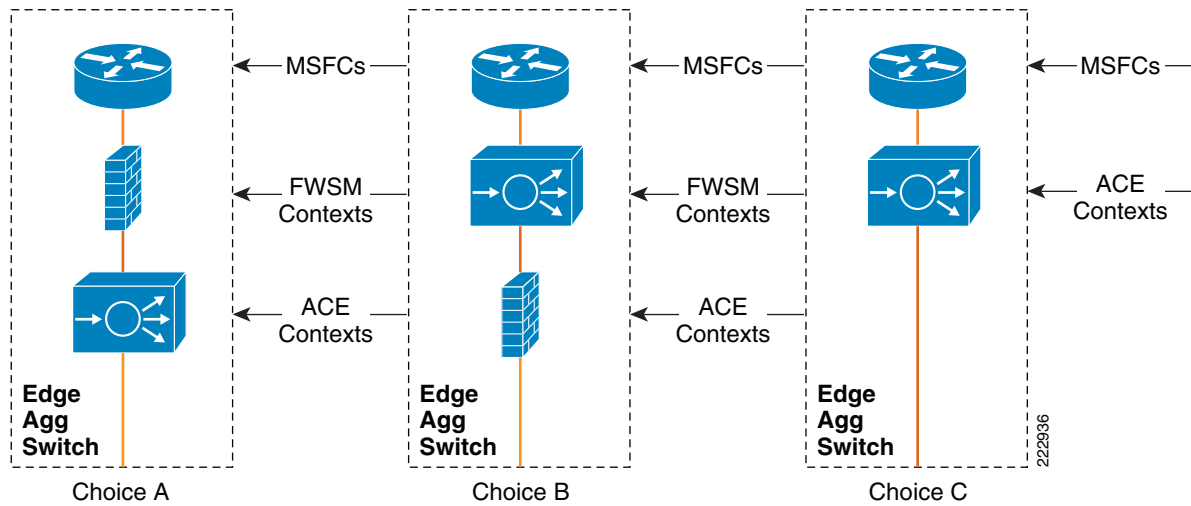 MSFCs
MSFCs
MSFCs
FWSM
Contexts
FWSM
Contexts
ACE
Contexts
ACE
Contexts
ACE
Contexts
Edge
Agg
Switch
Edge
Agg
Switch
Edge
Agg
Switch
222936
Choice A
Choice B
Choice C